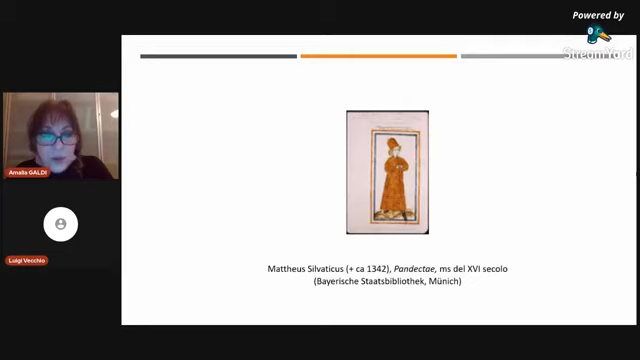 Powered by
StreamYard
Amalia GALDI
Luigi Vecchio
Mattheus Silvaticus (+ ca 1342), Pandectae, ms del XVI secolo
(Bayerische Staatsbibliothek, Münich)